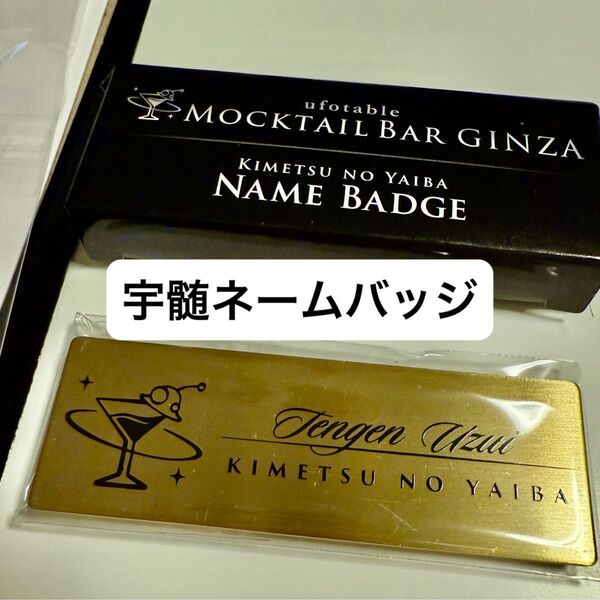 ufotable
MOCKTAIL BAR GINZA
KIMETSU NO YAIBA
NAME BADGE
宇髄ネームバッジ
Tengen Uzui
KIMETSU NO YAIBA